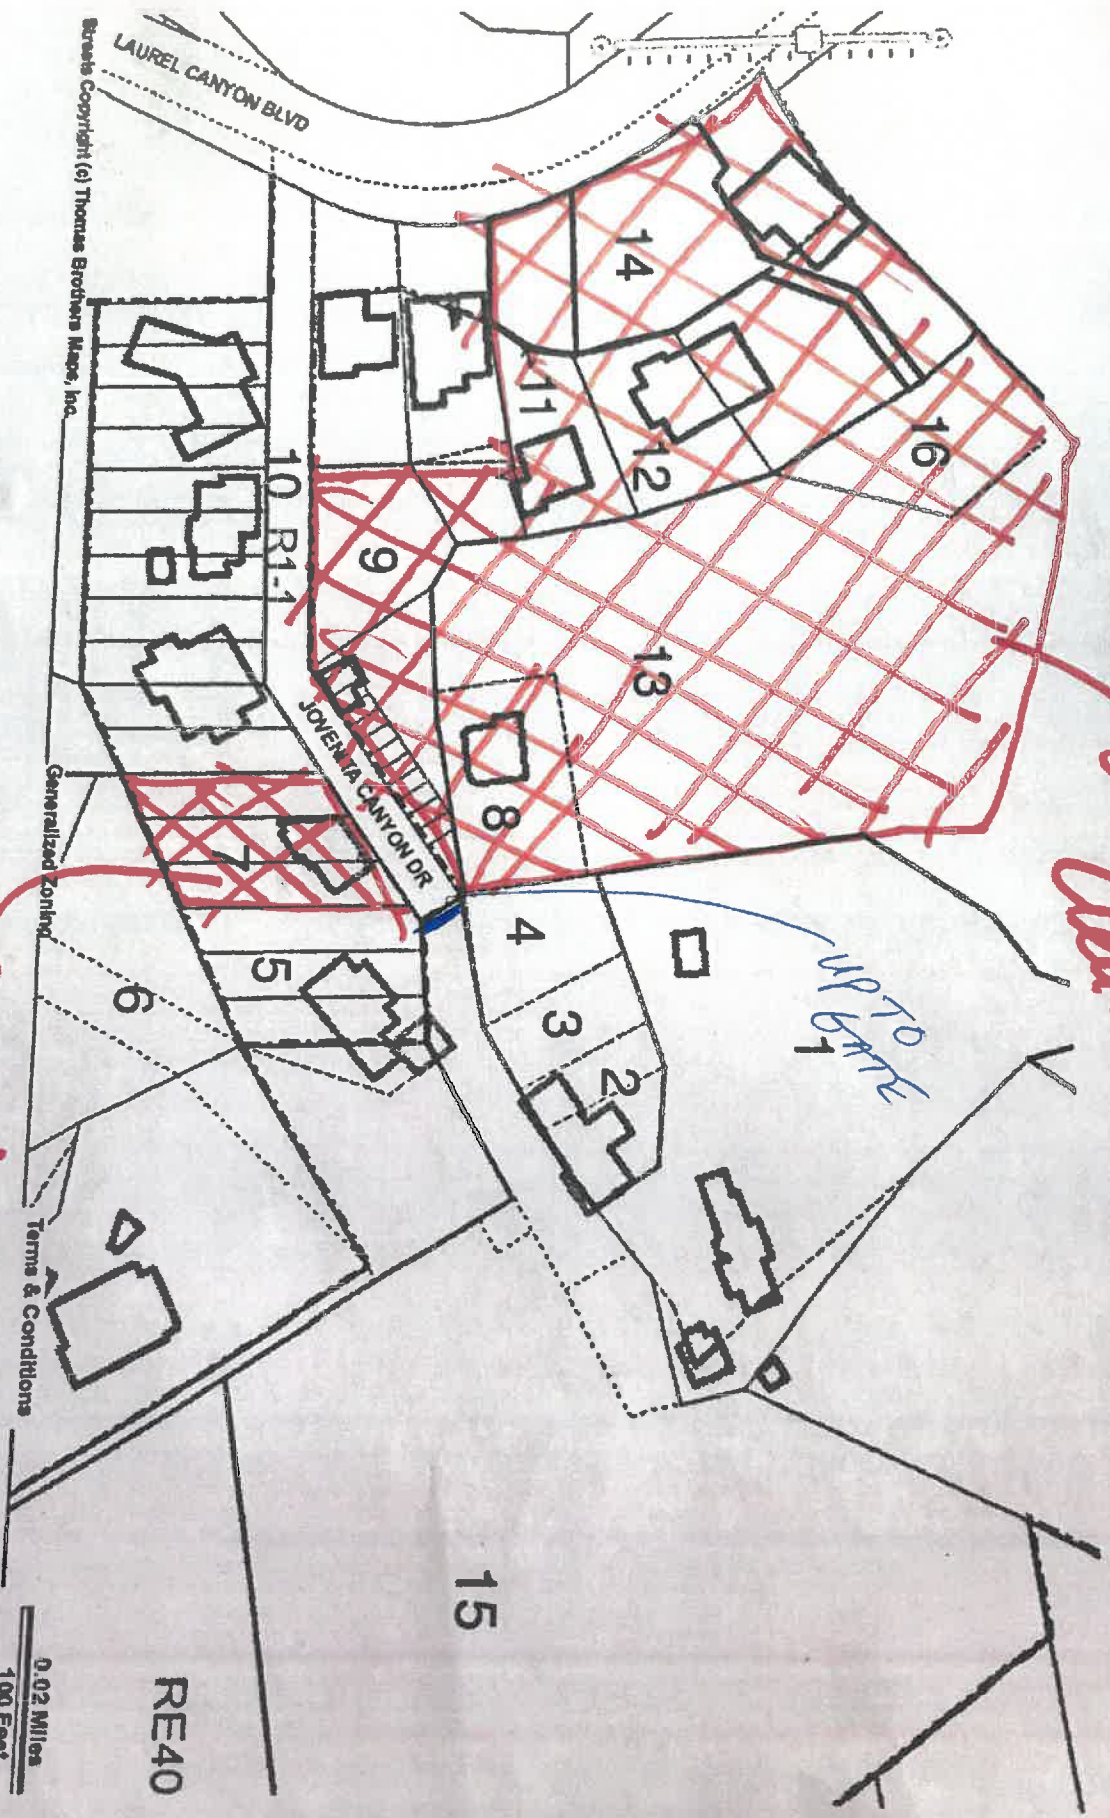 LAUREL CANYON BLVD
Streets Copyright (c) Thomas Brothers Maps, Inc.
14
16
11
12
10 R1-1
9
13
JOVENITA CANYON DR
8
7
Generalized Zoning
5
6
4
3
2
1
UP TO
GATE
Terms & Conditions
15
RE40
0.02 Miles
100 Feet